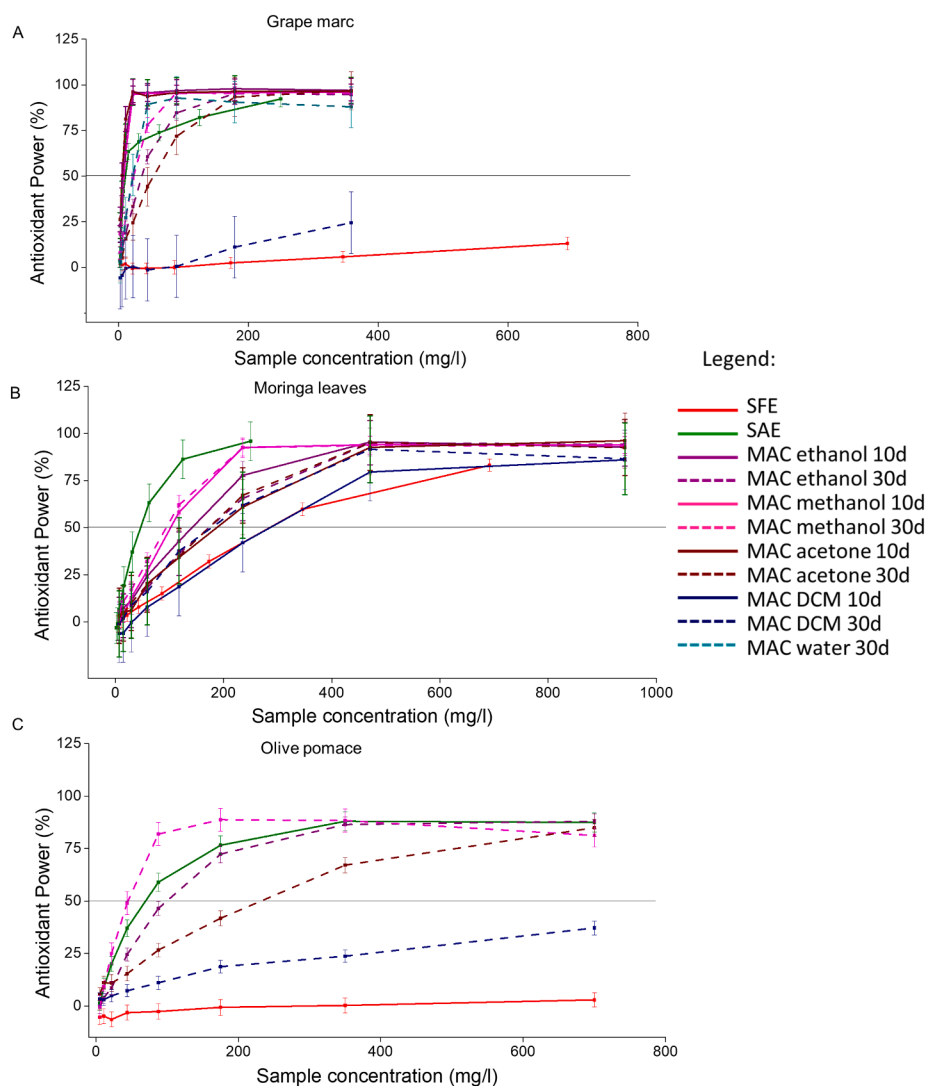 A
Grape marc
125
100
75
50
25
0
Antioxidant Power (%)
0 200 400 600 800
Sample concentration (mg/l)
Legend:
SFE
SAE
MAC ethanol 10d
MAC ethanol 30d
MAC methanol 10d
MAC methanol 30d
MAC acetone 10d
MAC acetone 30d
MAC DCM 10d
MAC DCM 30d
MAC water 30d
B
Moringa leaves
125
100
75
50
25
0
Antioxidant Power (%)
0 200 400 600 800 1000
Sample concentration (mg/l)
C
Olive pomace
125
100
75
50
25
0
Antioxidant Power (%)
0 200 400 600 800
Sample concentration (mg/l)